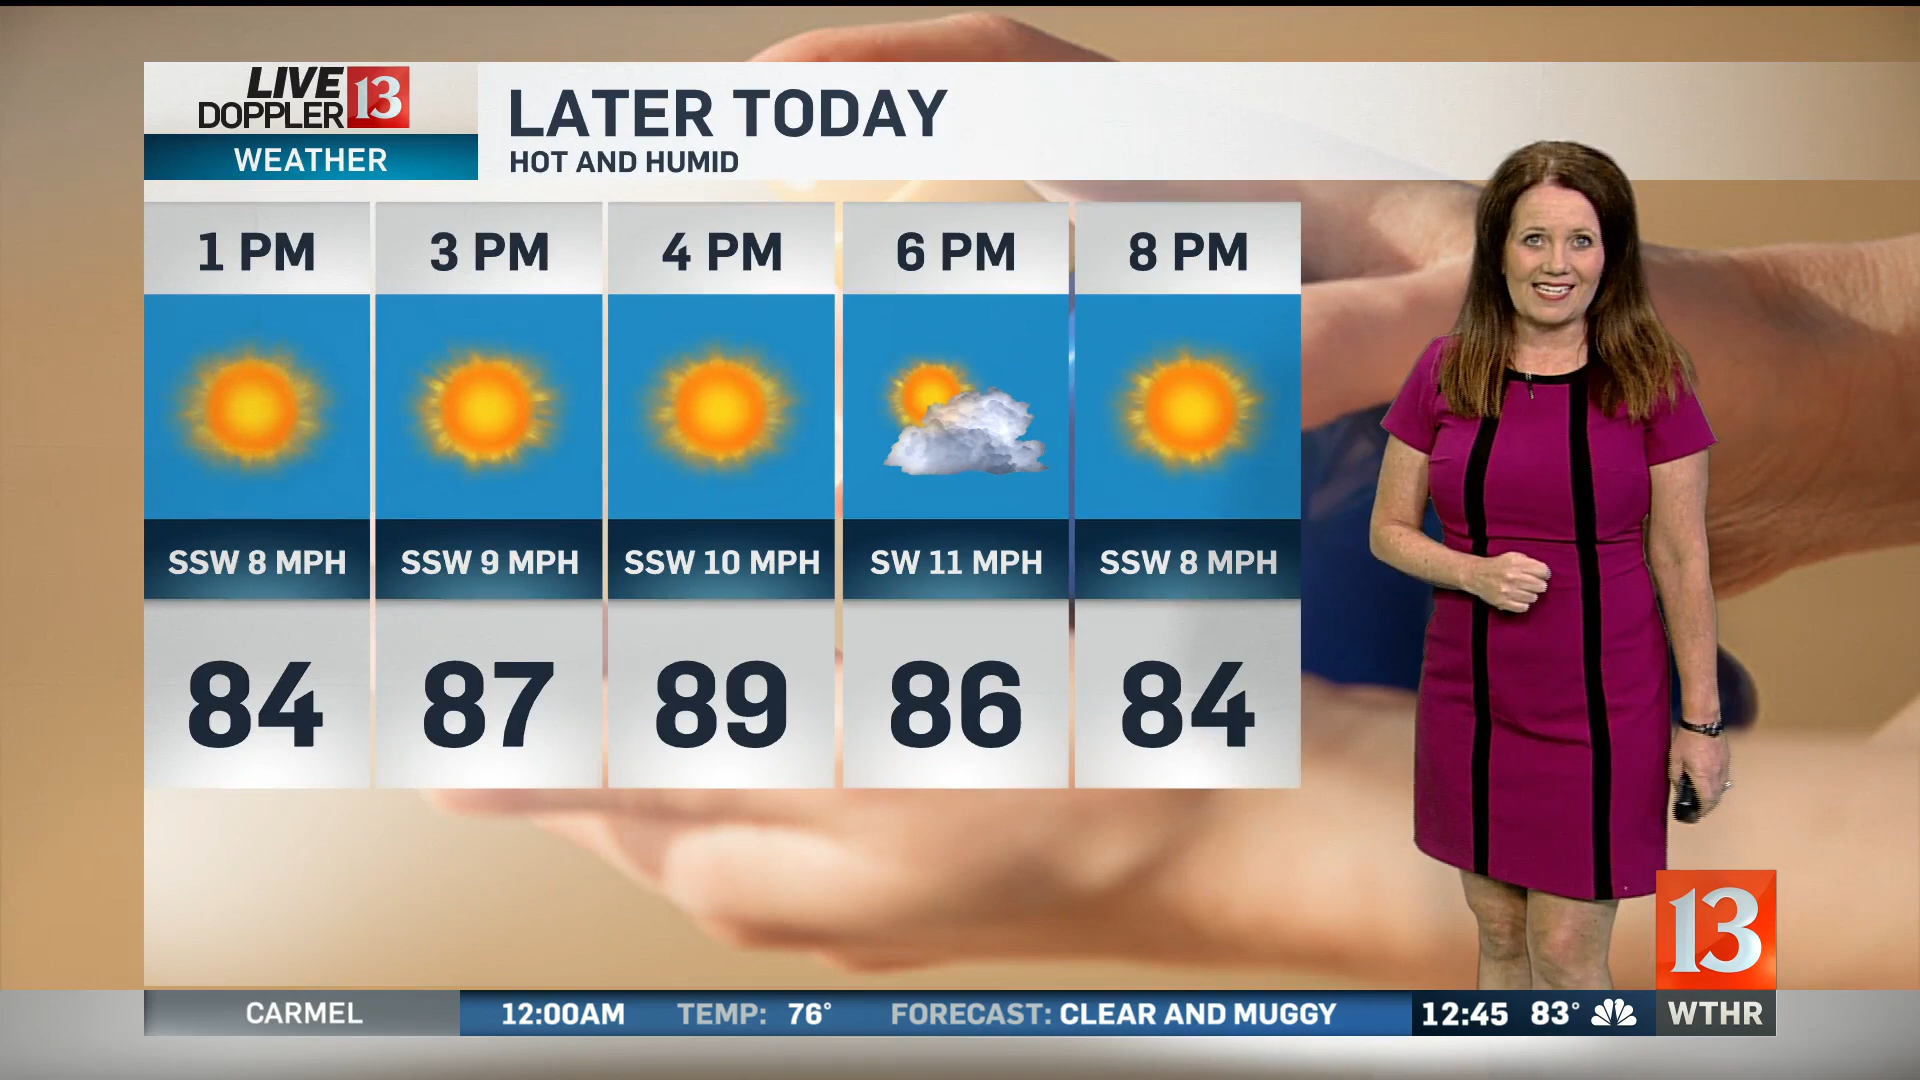 LIVE
DOPPLER 13
WEATHER
LATER TODAY
HOT AND HUMID
1 PM 3 PM 4 PM 6 PM 8 PM
SSW 8 MPH SSW 9 MPH SSW 10 MPH SW 11 MPH SSW 8 MPH
84 87 89 86 84
13
CARMEL 12:00AM TEMP: 76° FORECAST: CLEAR AND MUGGY 12:45 83° WTHR